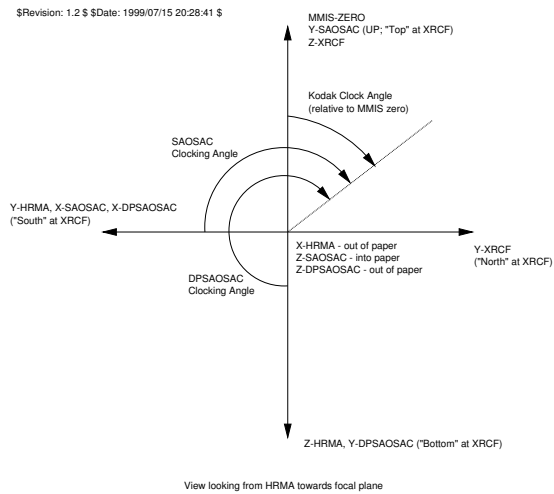 $Revision: 1.2 $ $Date: 1999/07/15 20:28:41 $
MMIS-ZERO
Y-SAOSAC (UP; "Top" at XRCF)
Z-XRCF
Kodak Clock Angle
(relative to MMIS zero)
SAOSAC
Clocking Angle
Y-HRMA, X-SAOSAC, X-DPSAOSAC
("South" at XRCF)
X-HRMA - out of paper
Z-SAOSAC - into paper
Z-DPSAOSAC - out of paper
Y-XRCF
("North" at XRCF)
DPSAOSAC
Clocking Angle
Z-HRMA, Y-DPSAOSAC ("Bottom" at XRCF)
View looking from HRMA towards focal plane